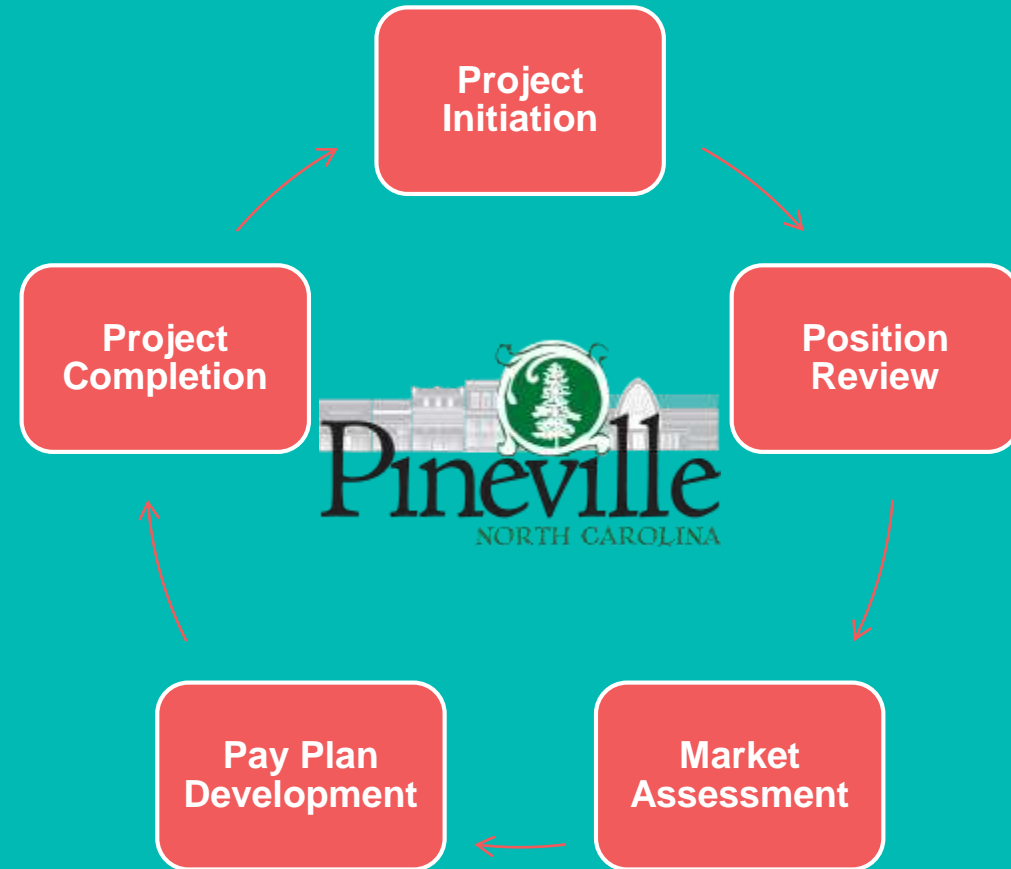 Project
Initiation
Position
Review
Market
Assessment
Pay Plan
Development
Project
Completion
Pineville
NORTH CAROLINA